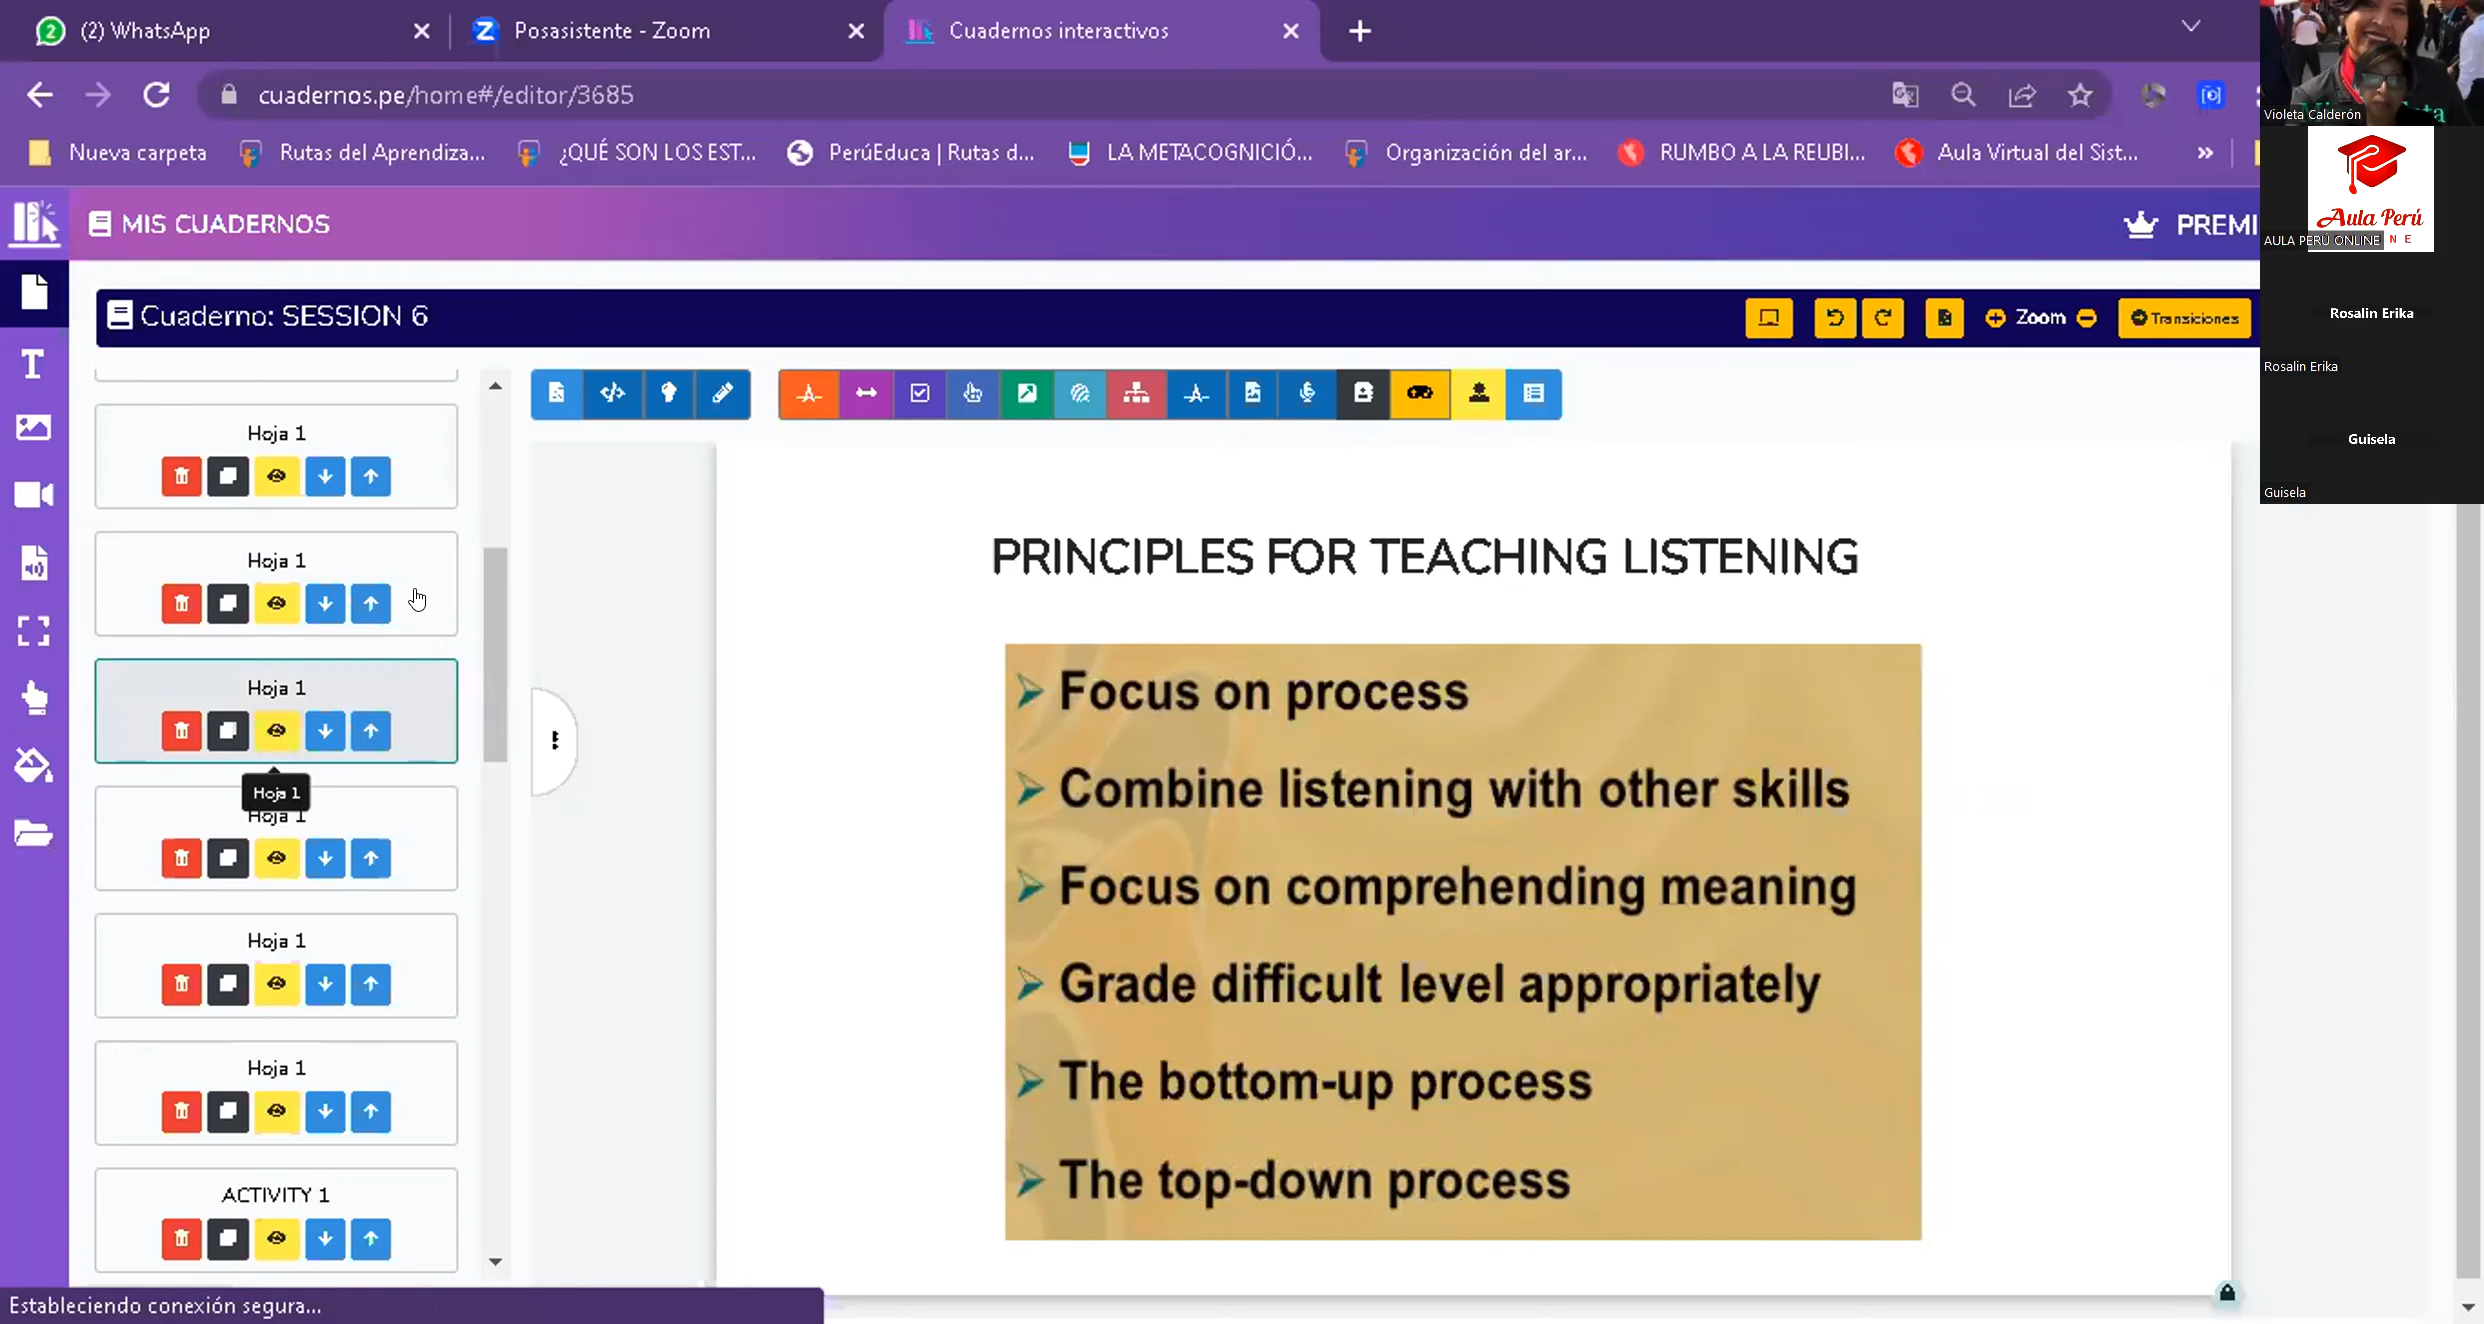 (2) WhatsApp
Posasistente - Zoom
Cuadernos interactivos
cuadernos.pe/home#/editor/3685
Nueva carpeta
Rutas del Aprendiza...
¿QUÉ SON LOS EST...
PerúEduca | Rutas d...
LA METACOGNICIÓ...
Organización del ar...
RUMBO A LA REUBI...
Aula Virtual del Sist...
MIS CUADERNOS
PREMI
Cuaderno: SESSION 6
Zoom
Transiciones
Hoja 1
Hoja 1
Hoja 1
Hoja 1
Hoja 1
Hoja 1
Hoja 1
ACTIVITY 1
PRINCIPLES FOR TEACHING LISTENING
Focus on process
Combine listening with other skills
Focus on comprehending meaning
Grade difficult level appropriately
The bottom-up process
The top-down process
Estableciendo conexión segura...
Violeta Calderón
Aula Perú
N E
AULA PERÚ ONLINE
Rosalin Erika
Rosalin Erika
Guisela
Guisela